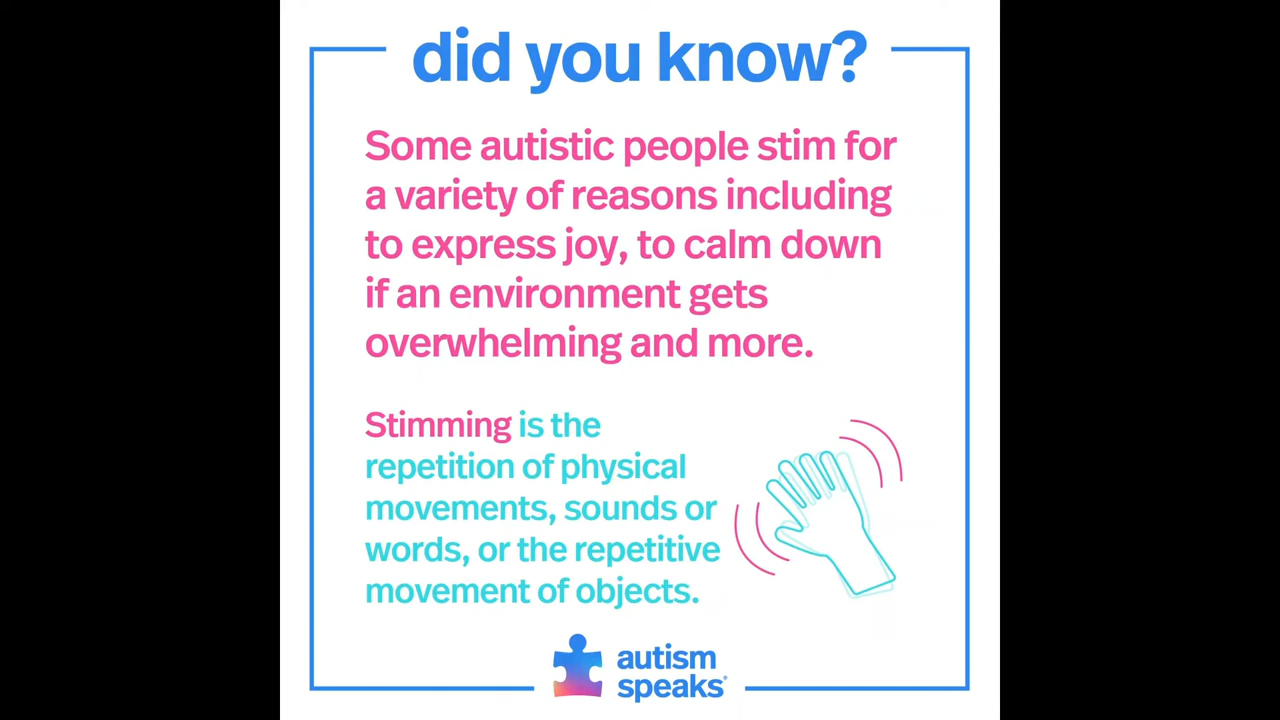 did you know?
Some autistic people stim for
a variety of reasons including
to express joy, to calm down
if an environment gets
overwhelming and more.
Stimming is the
repetition of physical
movements, sounds or
words, or the repetitive
movement of objects.
autism
speaks®